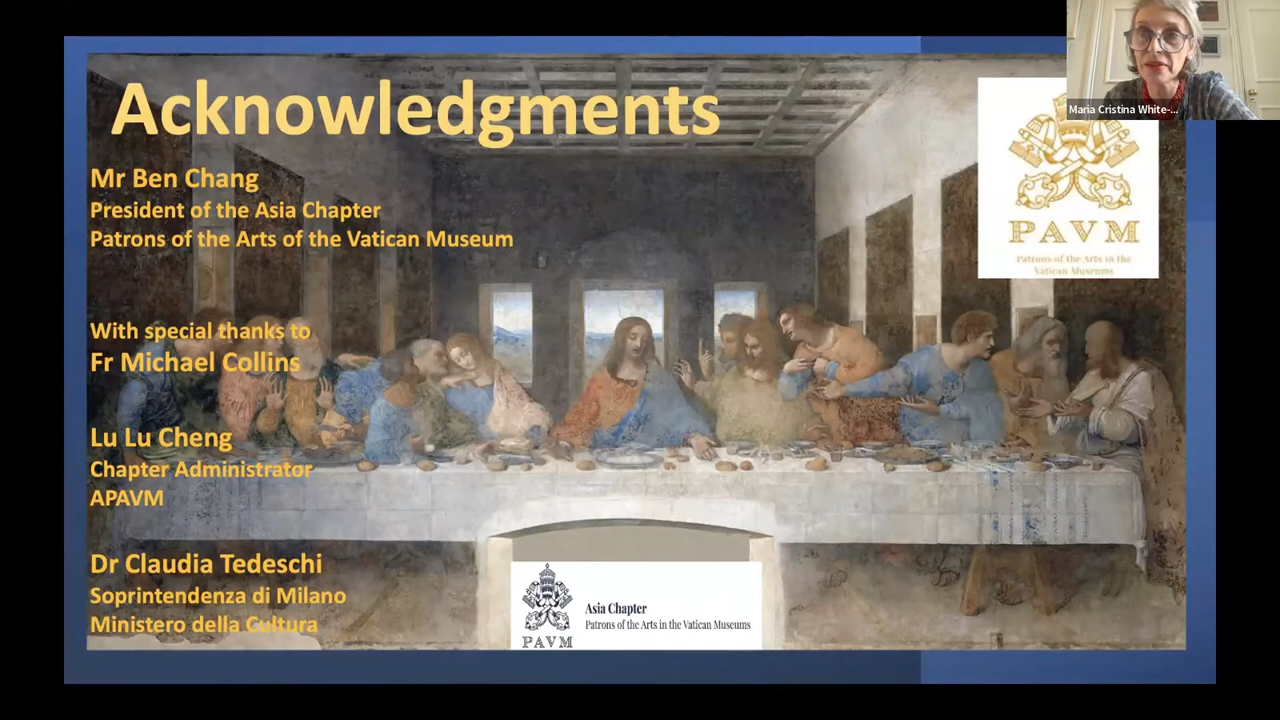 Acknowledgments
Mr Ben Chang
President of the Asia Chapter
Patrons of the Arts of the Vatican Museum
With special thanks to
Fr Michael Collins
Lu Lu Cheng
Chapter Administrator
APAVM
Dr Claudia Tedeschi
Soprintendenza di Milano
Ministero della Cultura
Maria Cristina White-...
PAVM
Patrons of the Arts in the
Vatican Museums
PAVM
Asia Chapter
Patrons of the Arts in the Vatican Museums